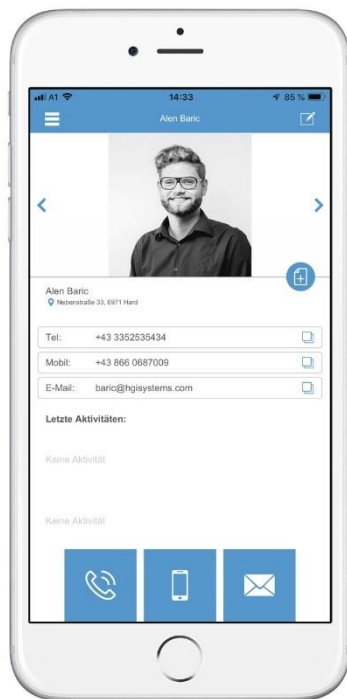 A1 14:33 85 %
Alen Baric
Alen Baric
Nebenstraße 33, 6971 Hard
Tel: +43 3352535434
Mobil: +43 866 0687009
E-Mail: baric@hgisystems.com
Letzte Aktivitäten:
Keine Aktivität
Keine Aktivität